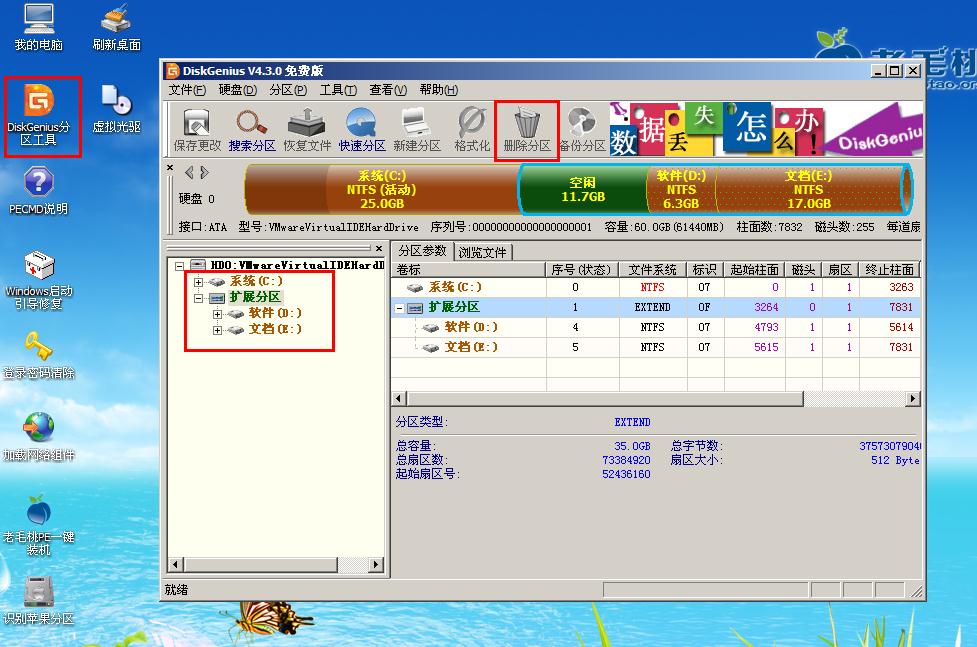 我的电脑
刷新桌面
DiskGenius分
区工具
虚拟光驱
PECMD说明
Windows启动
引导修复
登录密码清除
加载网络组件
老毛桃PE一键
装机
识别苹果分区
老毛桃
DiskGenius V4.3.0 免费版
文件(F) 硬盘(D) 分区(P) 工具(T) 查看(V) 帮助(H)
保存更改 搜索分区 恢复文件 快速分区 新建分区 格式化 删除分区 备份分区
数据丢失怎么办! DiskGeniu
硬盘 0
系统(C:)
NTFS (活动)
25.0GB
空闲
11.7GB
软件(D:)
NTFS
6.3GB
文档(E:)
NTFS
17.0GB
接口:ATA 型号:VMwareVirtualIDEHardDrive 序列号:00000000000000000001 容量:60.0GB(61440MB) 柱面数:7832 磁头数:255 每道扇
HD0:VMwareVirtualIDEHardD
系统(C:)
扩展分区
软件(D:)
文档(E:)
分区参数 浏览文件
卷标 序号(状态) 文件系统 标识 起始柱面 磁头 扇区 终止柱面
系统(C:) 0 NTFS 07 0 1 1 3263
扩展分区 1 EXTEND 0F 3264 0 1 7831
软件(D:) 4 NTFS 07 4793 1 1 5614
文档(E:) 5 NTFS 07 5615 1 1 7831
分区类型: EXTEND
总容量: 35.0GB 总字节数: 3757307904
总扇区数: 73384920 扇区大小: 512 Byte
起始扇区号: 52436160
就绪